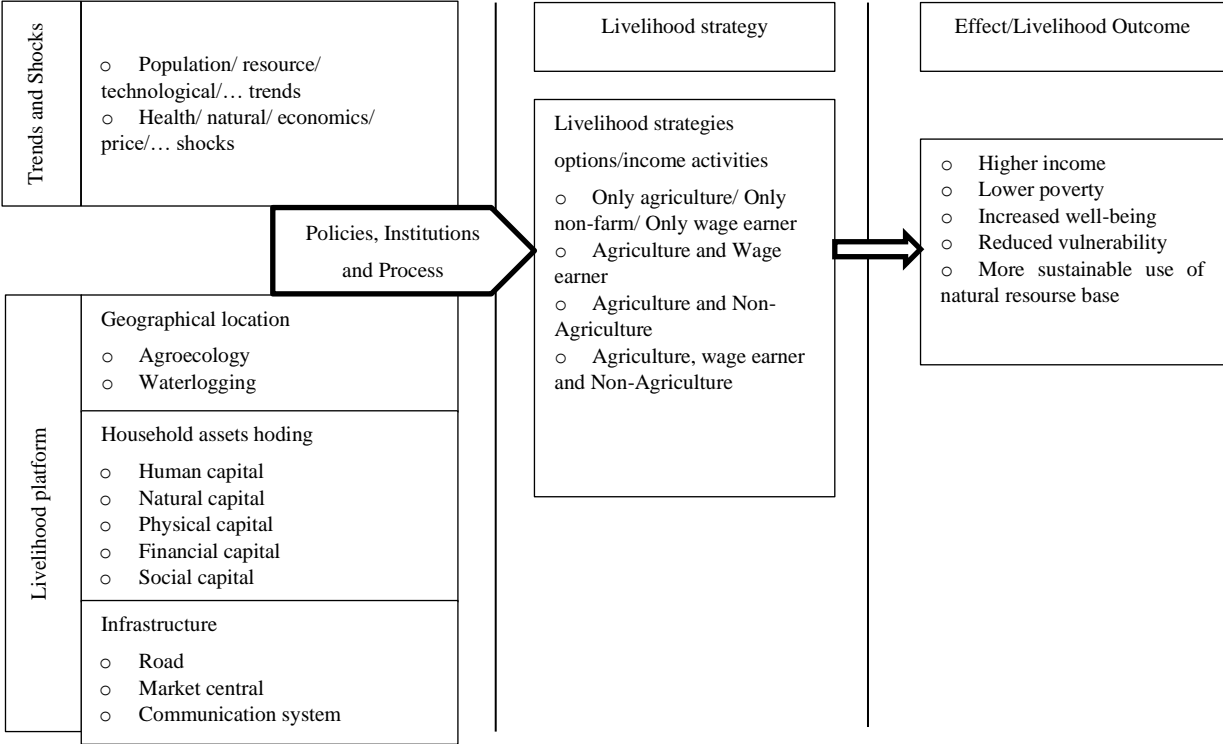 Trends and Shocks
o Population/ resource/
technological/… trends
o Health/ natural/ economics/
price/… shocks
Policies, Institutions
and Process
Livelihood platform
Geographical location
o Agroecology
o Waterlogging
Household assets hoding
o Human capital
o Natural capital
o Physical capital
o Financial capital
o Social capital
Infrastructure
o Road
o Market central
o Communication system
Livelihood strategy
Livelihood strategies
options/income activities
o Only agriculture/ Only
non-farm/ Only wage earner
o Agriculture and Wage
earner
o Agriculture and Non-
Agriculture
o Agriculture, wage earner
and Non-Agriculture
Effect/Livelihood Outcome
o Higher income
o Lower poverty
o Increased well-being
o Reduced vulnerability
o More sustainable use of
natural resourse base